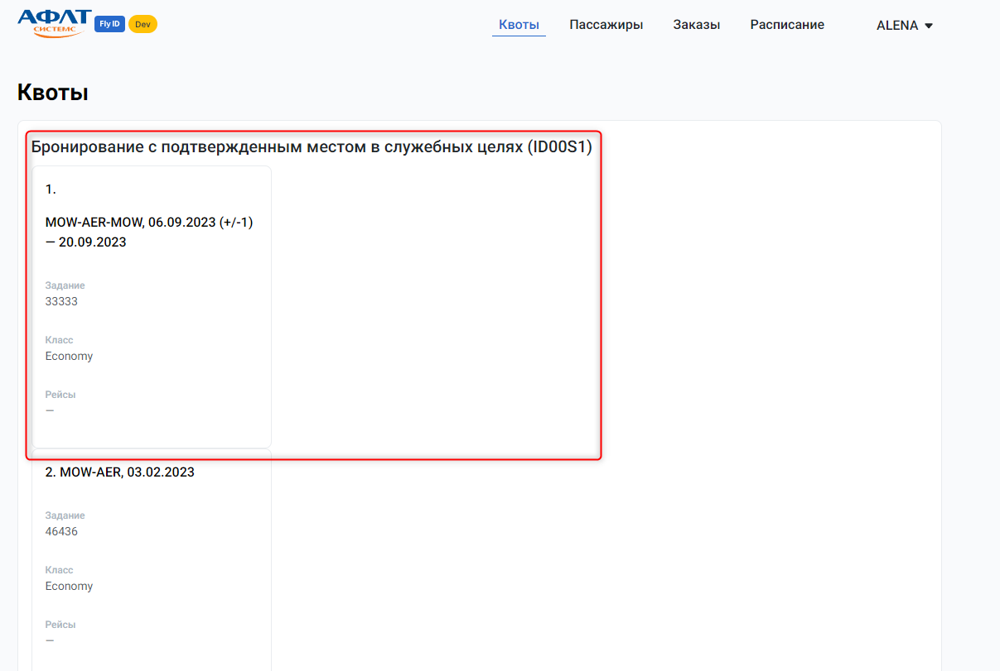 АФЛТ
СИСТЕМС
Fly ID
Dev
Квоты
Пассажиры
Заказы
Расписание
ALENA
Квоты
Бронирование с подтвержденным местом в служебных целях (ID00S1)
1.
MOW-AER-MOW, 06.09.2023 (+/-1)
— 20.09.2023
Задание
33333
Класс
Economy
Рейсы
—
2. MOW-AER, 03.02.2023
Задание
46436
Класс
Economy
Рейсы
—